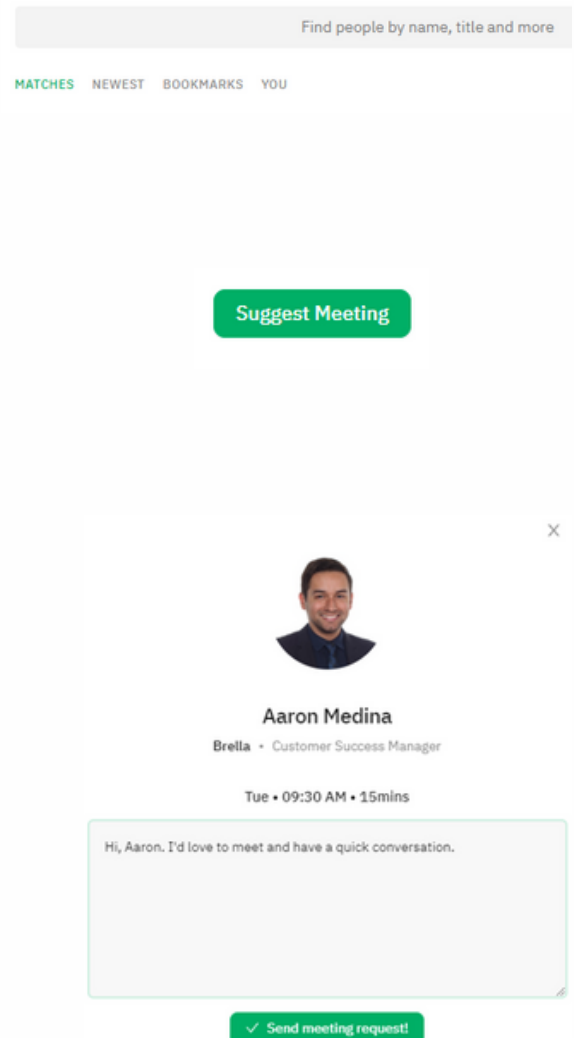 Find people by name, title and more
MATCHES NEWEST BOOKMARKS YOU
Suggest Meeting
Aaron Medina
Brella • Customer Success Manager
Tue • 09:30 AM • 15mins
Hi, Aaron. I'd love to meet and have a quick conversation.
Send meeting request!